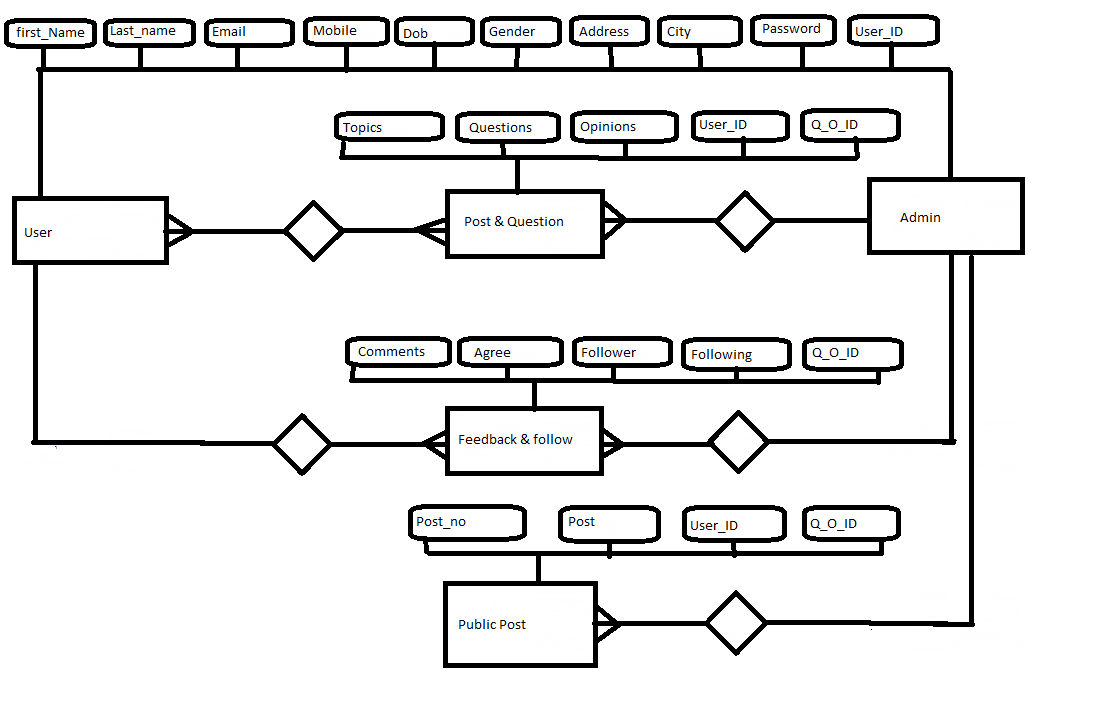 first_Name
Last_name
Email
Mobile
Dob
Gender
Address
City
Password
User_ID
Topics
Questions
Opinions
User_ID
Q_O_ID
User
Post & Question
Admin
Comments
Agree
Follower
Following
Q_O_ID
Feedback & follow
Post_no
Post
User_ID
Q_O_ID
Public Post